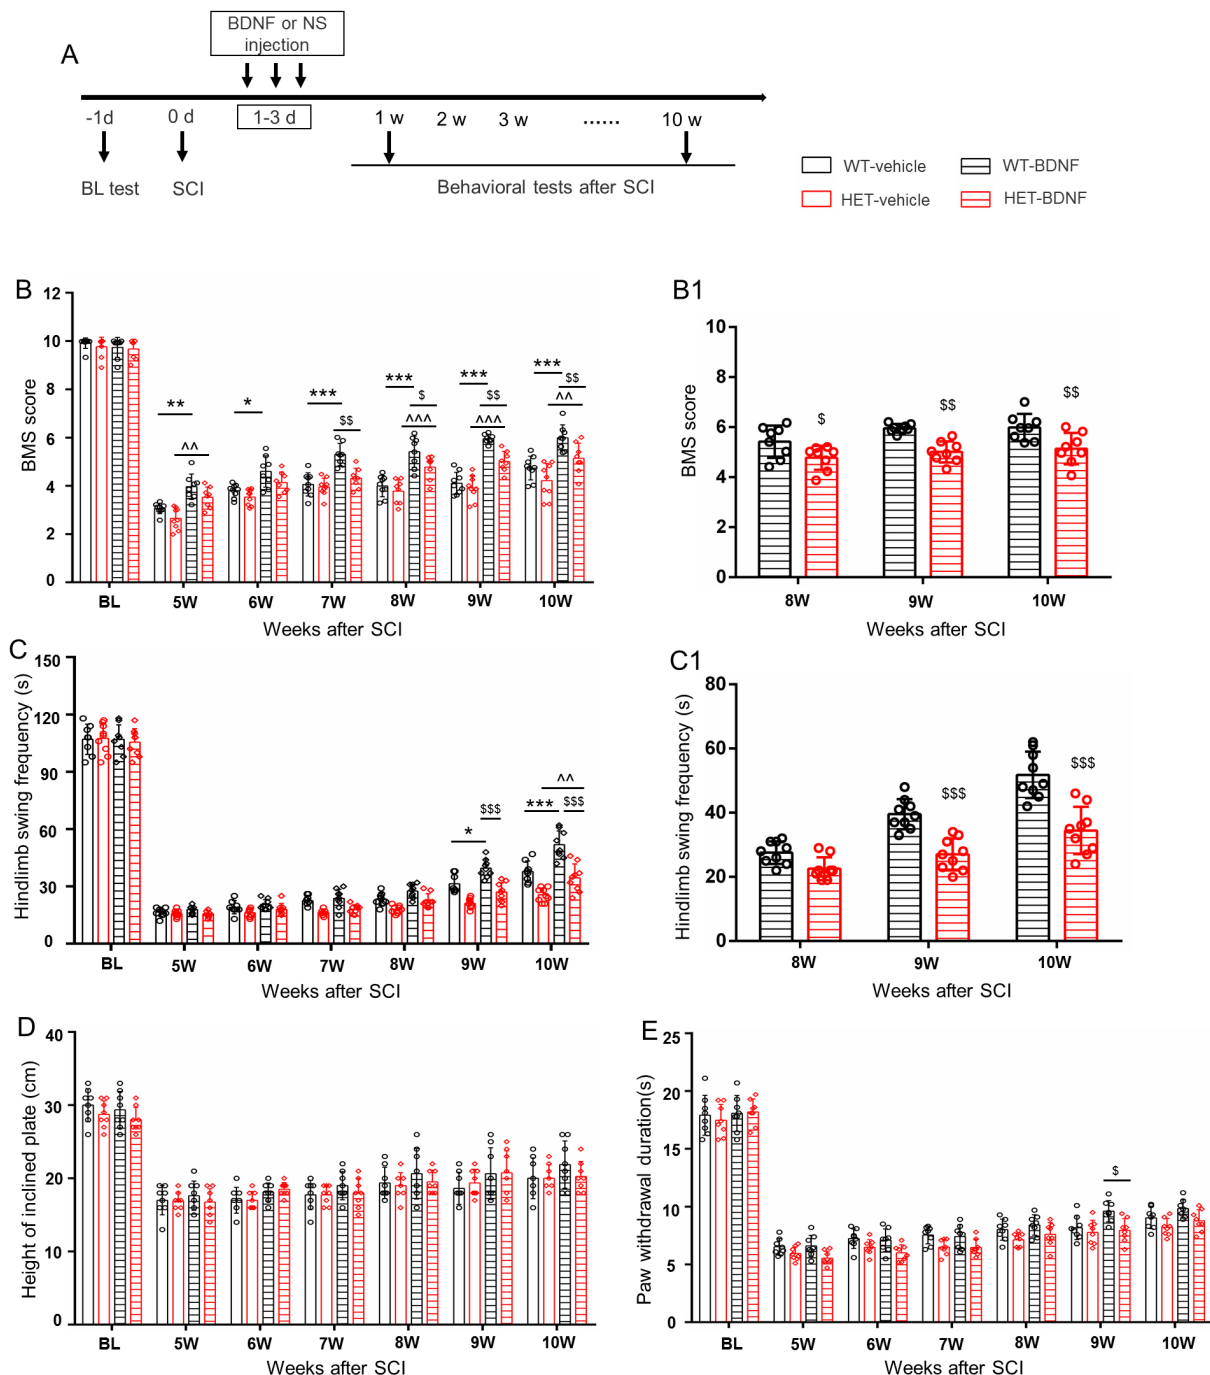 A
BDNF or NS
injection
-1d
0 d
1-3 d
1 w
2 w
3 w
......
10 w
BL test
SCI
Behavioral tests after SCI
WT-vehicle
WT-BDNF
HET-vehicle
HET-BDNF
B
BMS score
12
10
8
6
4
2
0
**
^^
*
***
$$
***
$
^^^
***
$$
^^^
***
$$
^^
BL
5W
6W
7W
8W
9W
10W
Weeks after SCI
B1
BMS score
10
8
6
4
2
0
$
$$
$$
8W
9W
10W
Weeks after SCI
C
Hindlimb swing frequency (s)
150
120
90
60
30
0
*
$$$
^^
***
$$$
BL
5W
6W
7W
8W
9W
10W
Weeks after SCI
C1
Hindlimb swing frequency (s)
80
60
40
20
0
$$$
$$$
8W
9W
10W
Weeks after SCI
D
Height of inclined plate (cm)
40
30
20
10
0
BL
5W
6W
7W
8W
9W
10W
Weeks after SCI
E
Paw withdrawal duration(s)
25
20
15
10
5
0
$
BL
5W
6W
7W
8W
9W
10W
Weeks after SCI